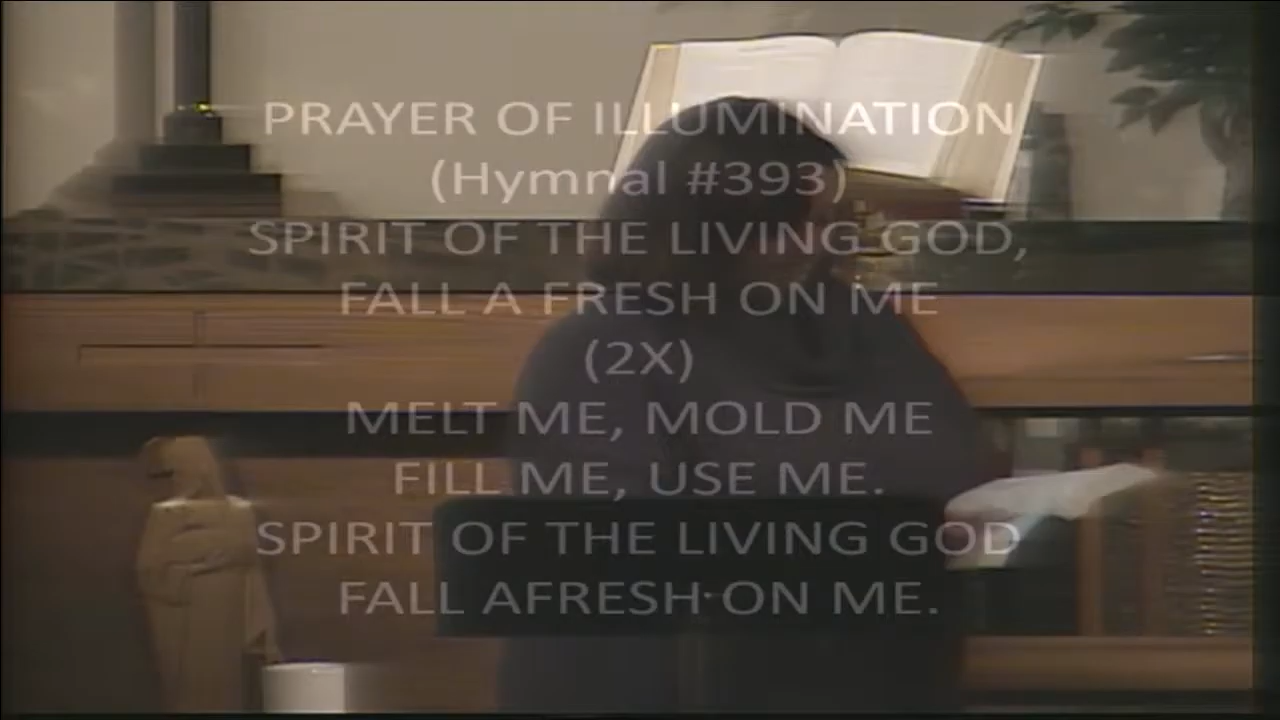 PRAYER OF ILLUMINATION
(Hymnal #393)
SPIRIT OF THE LIVING GOD,
FALL A FRESH ON ME
(2X)
MELT ME, MOLD ME
FILL ME, USE ME.
SPIRIT OF THE LIVING GOD
FALL AFRESH ON ME.